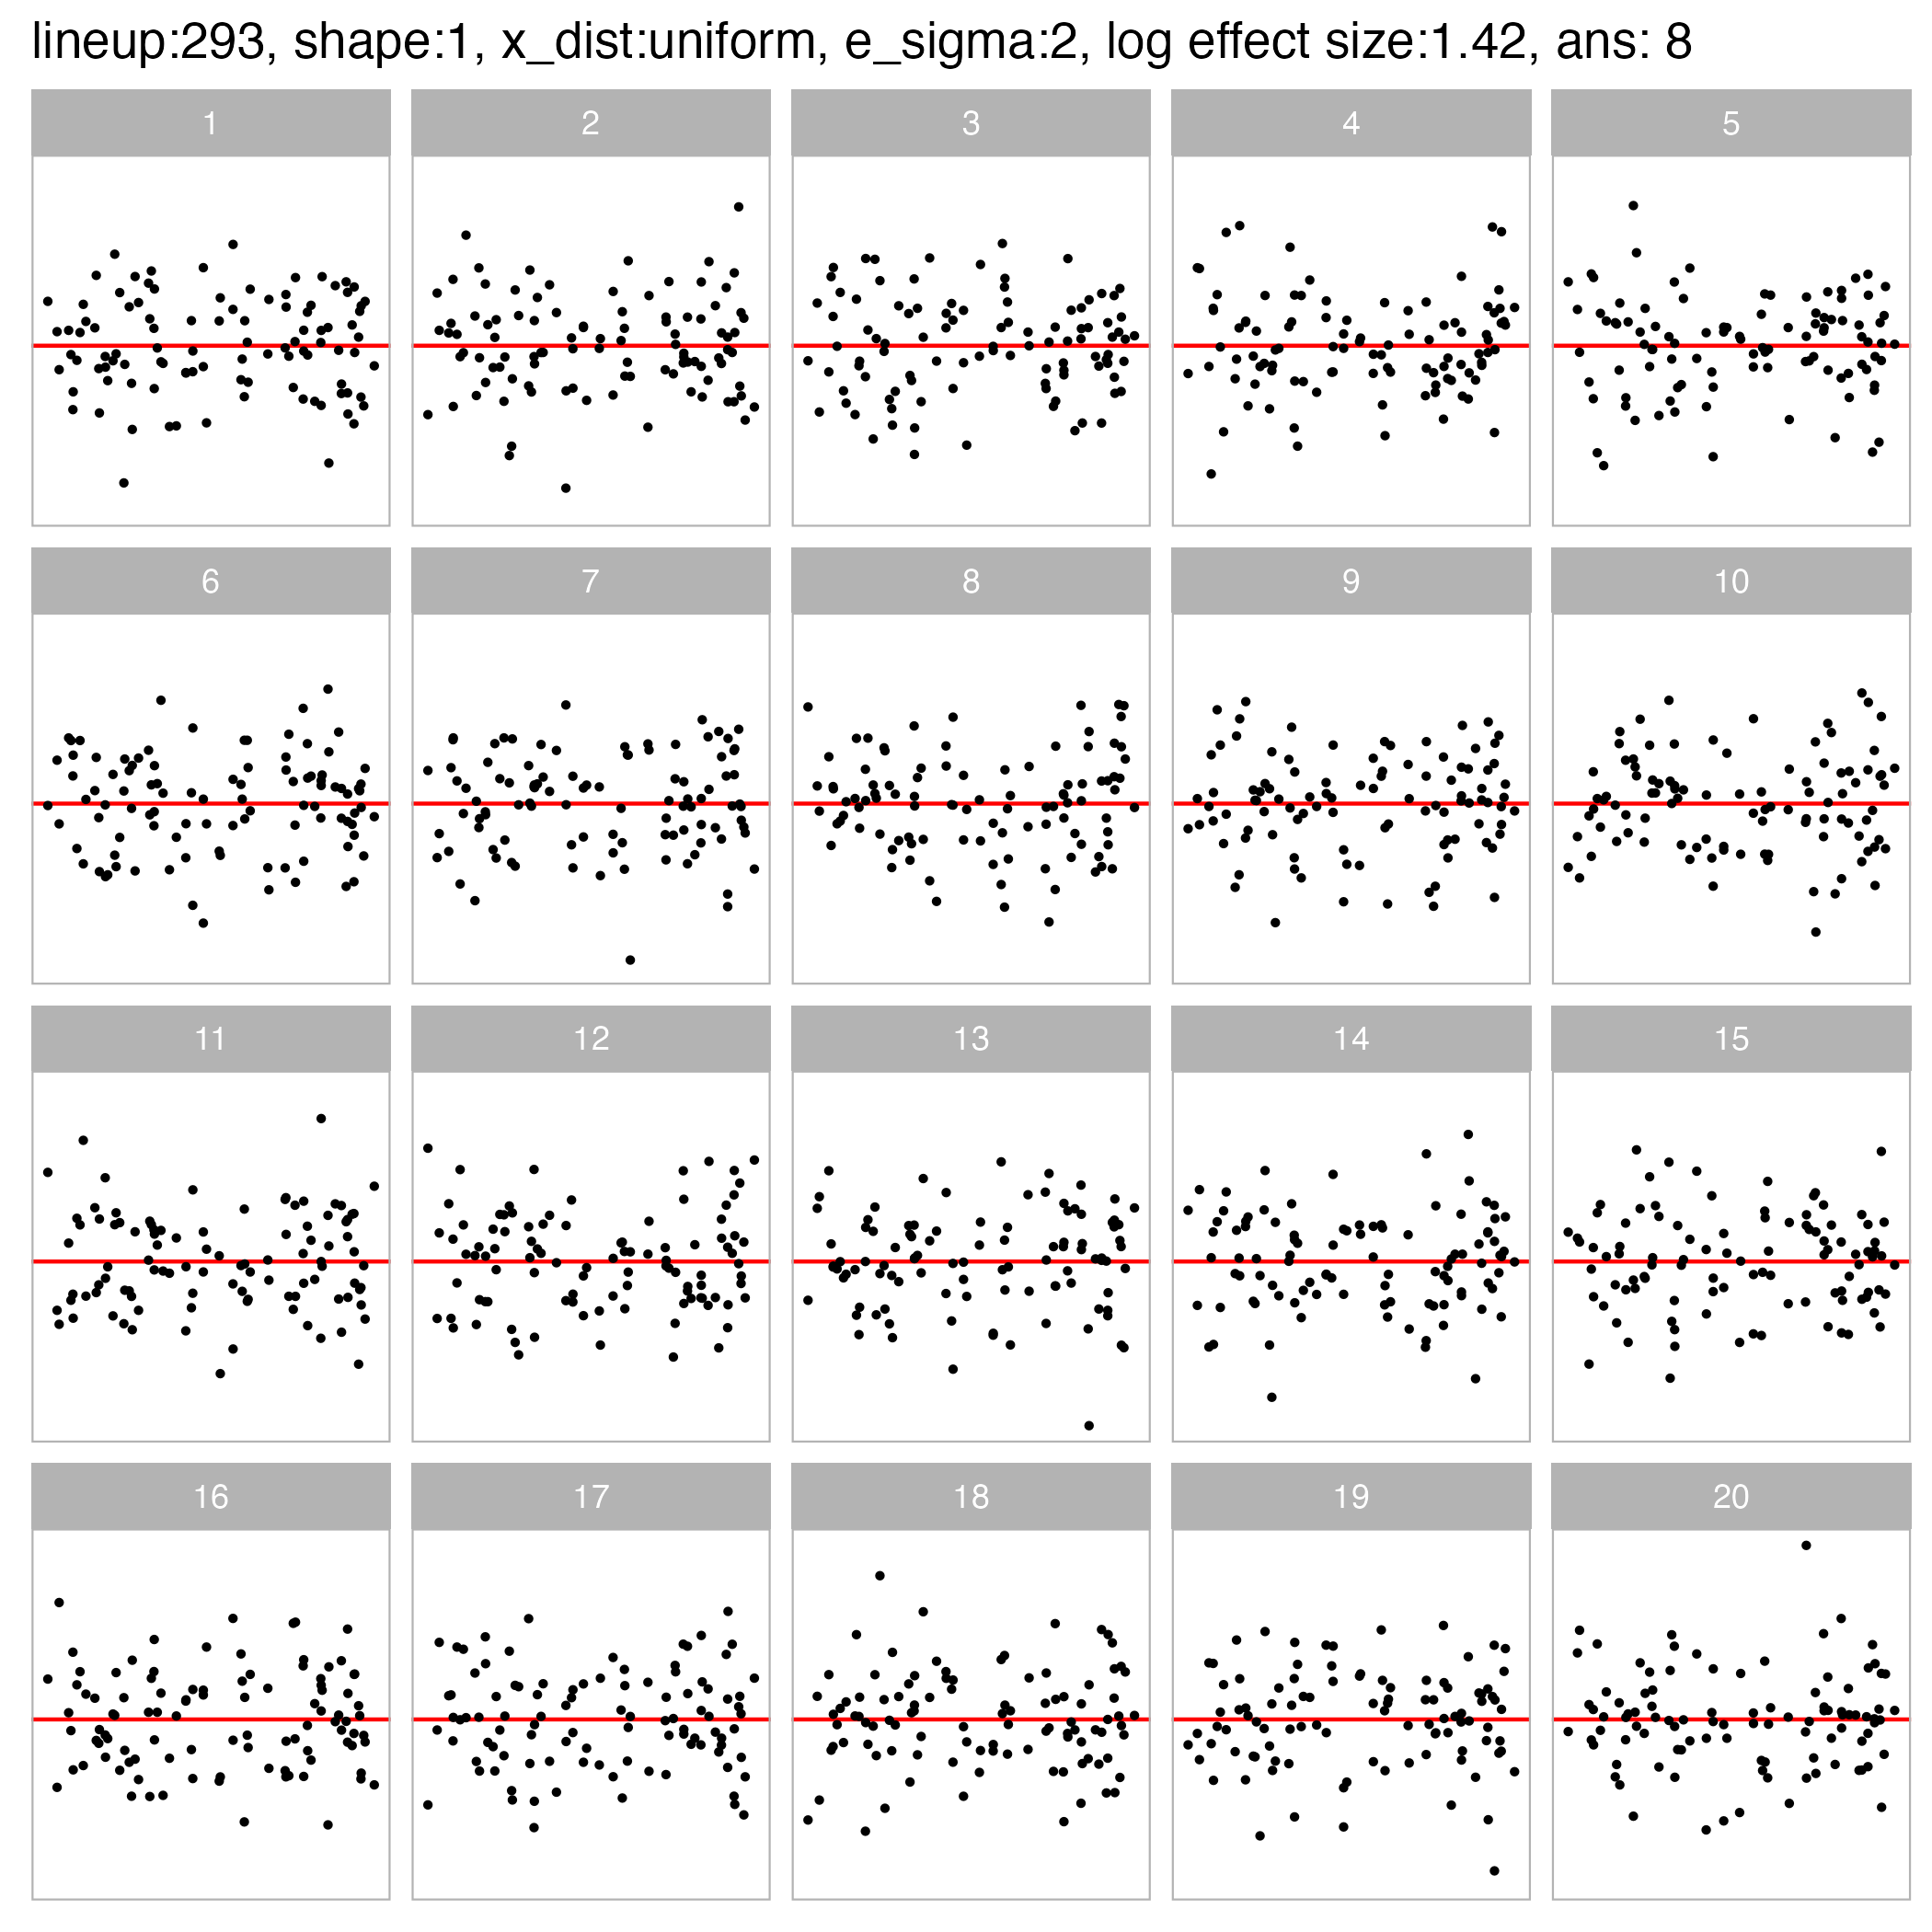 lineup:293, shape:1, x_dist:uniform, e_sigma:2, log effect size:1.42, ans: 8
1 2 3 4 5
6 7 8 9 10
11 12 13 14 15
16 17 18 19 20